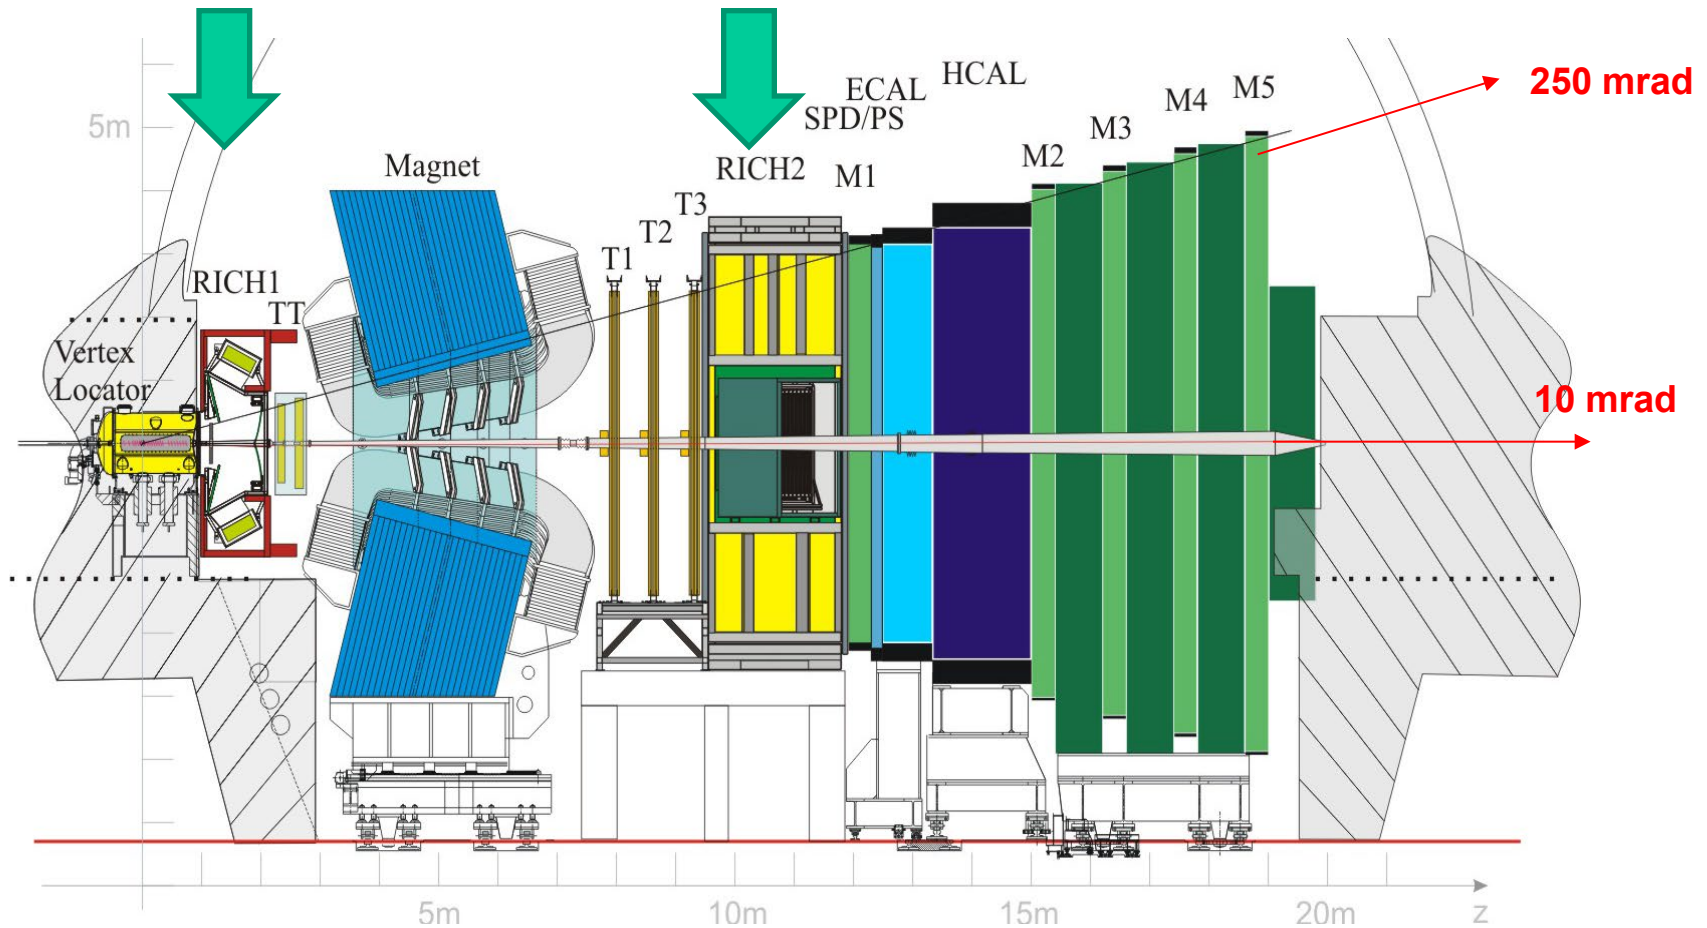 HCAL
250 mrad
ECAL
M5
M4
SPD/PS
M3
5m
M2
Magnet
RICH2
M1
T3
T2
T1
RICH1
TT
Vertex
Locator
10 mrad
5m
10m
15m
20m
z